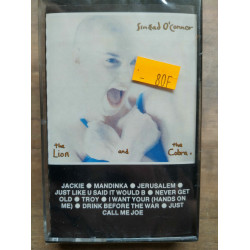 Sinéad O'Connor
- 80F
the Lion and the Cobra.
JACKIE ● MANDINKA ● JERUSALEM ●
JUST LIKE U SAID IT WOULD B ● NEVER GET
OLD ● TROY ● I WANT YOUR (HANDS ON
ME) ● DRINK BEFORE THE WAR ● JUST
CALL ME JOE